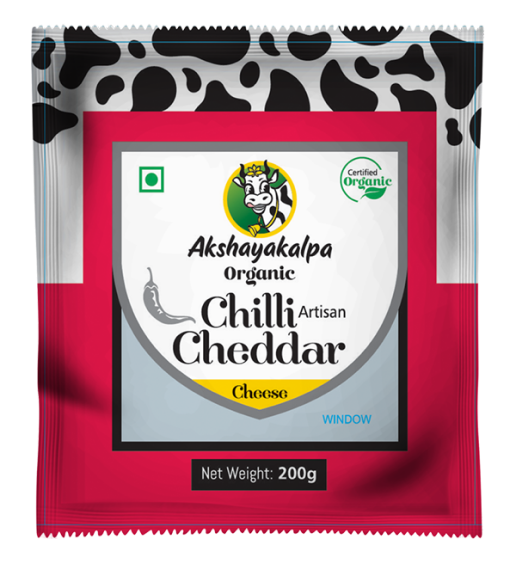 Certified
Organic
Akshayakalpa
Organic
Chilli Artisan
Cheddar
Cheese
WINDOW
Net Weight: 200g